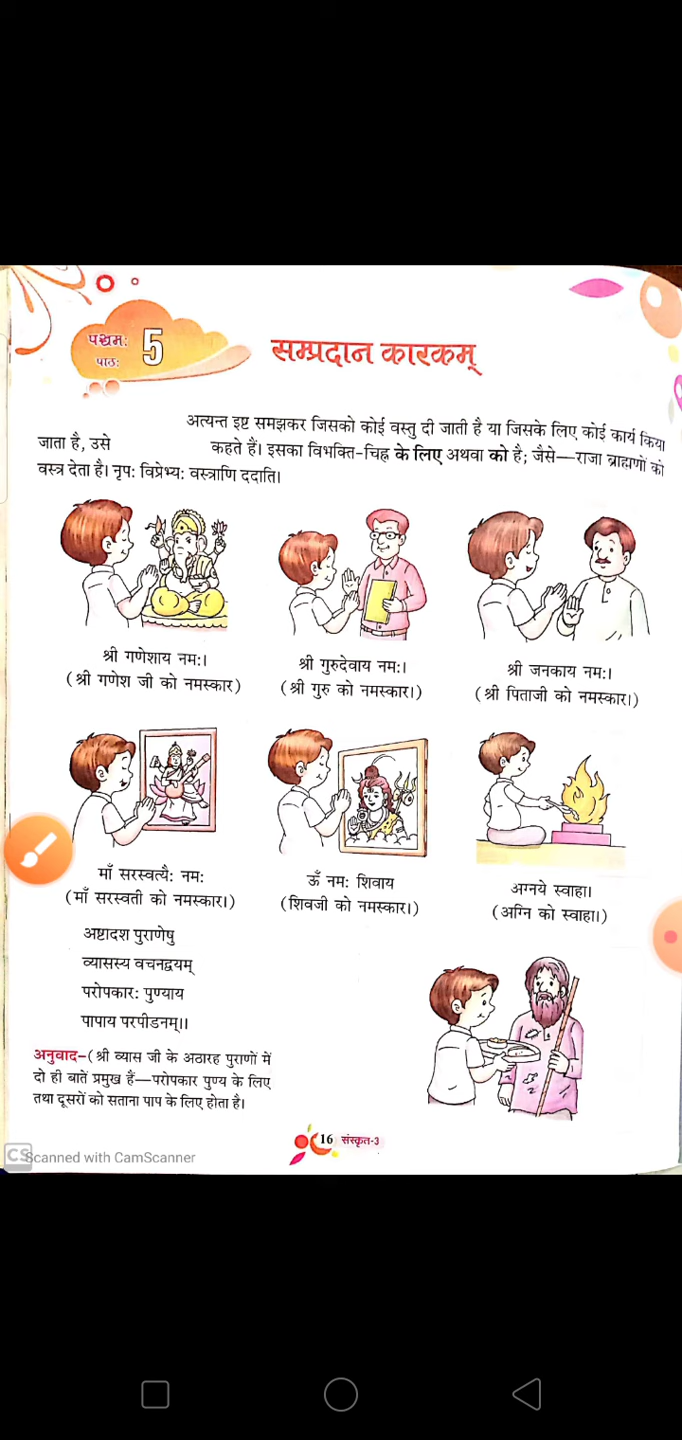 पञ्चमः
पाठः
5
सम्प्रदान कारकम्
अत्यन्त इष्ट समझकर जिसको कोई वस्तु दी जाती है या जिसके लिए कोई कार्य किया
जाता है, उसे कहते हैं। इसका विभक्ति-चिह्न के लिए अथवा को है; जैसे—राजा ब्राह्मणों को
वस्त्र देता है। नृपः विप्रेभ्यः वस्त्राणि ददाति।
श्री गणेशाय नमः।
(श्री गणेश जी को नमस्कार)
श्री गुरुदेवाय नमः।
(श्री गुरु को नमस्कार।)
श्री जनकाय नमः।
(श्री पिताजी को नमस्कार।)
माँ सरस्वत्यैः नमः
(माँ सरस्वती को नमस्कार।)
ऊँ नमः शिवाय
(शिवजी को नमस्कार।)
अग्नये स्वाहा।
(अग्नि को स्वाहा।)
अष्टादश पुराणेषु
व्यासस्य वचनद्वयम्
परोपकारः पुण्याय
पापाय परपीडनम्।।
अनुवाद–(श्री व्यास जी के अठारह पुराणों में
दो ही बातें प्रमुख हैं—परोपकार पुण्य के लिए
तथा दूसरों को सताना पाप के लिए होता है।
16 संस्कृत-3
CS Scanned with CamScanner